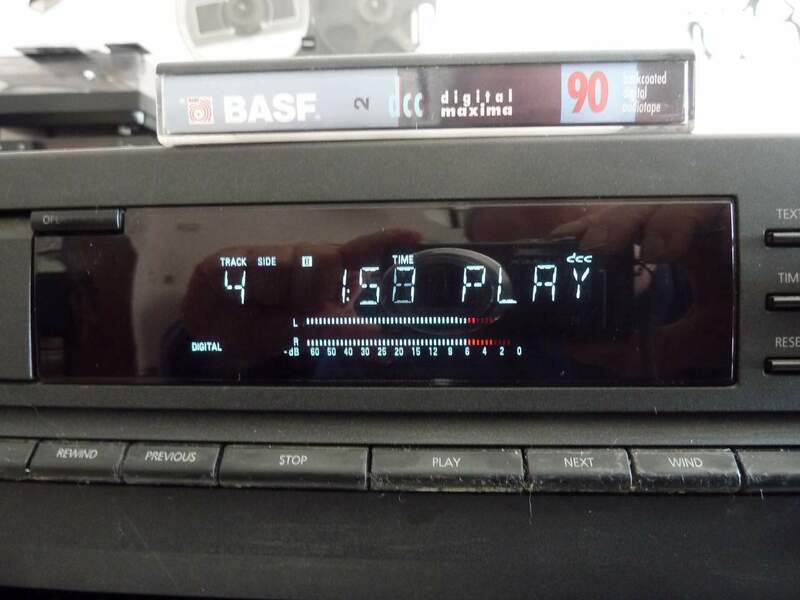 BASF 2 dcc digital maxima 90 backcoated digital audiotape
OPE
TEXT
TRACK SIDE TIME dcc
4 1:58 PLAY
L
R
DIGITAL
-dB 60 50 40 30 25 20 15 12 9 6 4 2 0
TIM
RESE
REWIND PREVIOUS STOP PLAY NEXT WIND